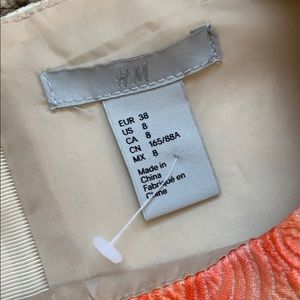 H&M
EUR 38
US 8
CA 8
CN 165/88A
MX 8
Made in
China
Fabriqué en
Chine